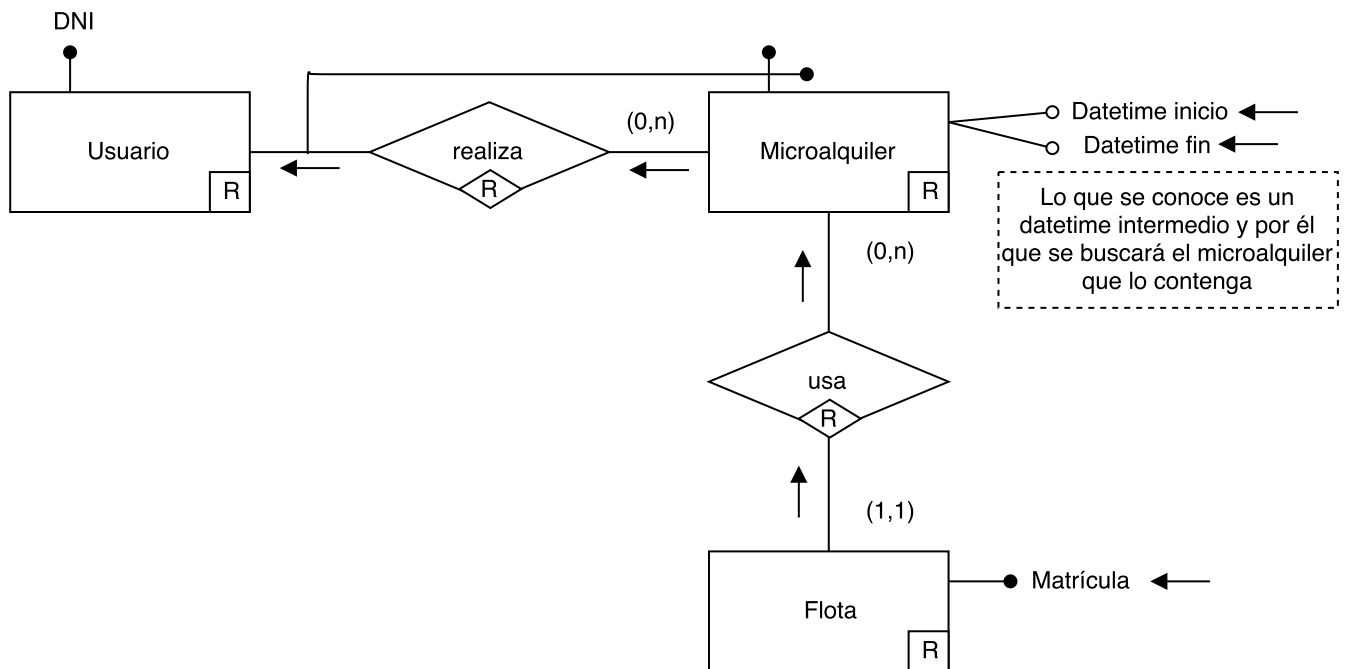 DNI
Usuario
R
realiza
R
(0,n)
Microalquiler
R
Datetime inicio
Datetime fin
Lo que se conoce es un
datetime intermedio y por él
que se buscará el microalquiler
que lo contenga
(0,n)
usa
R
(1,1)
Flota
R
Matrícula